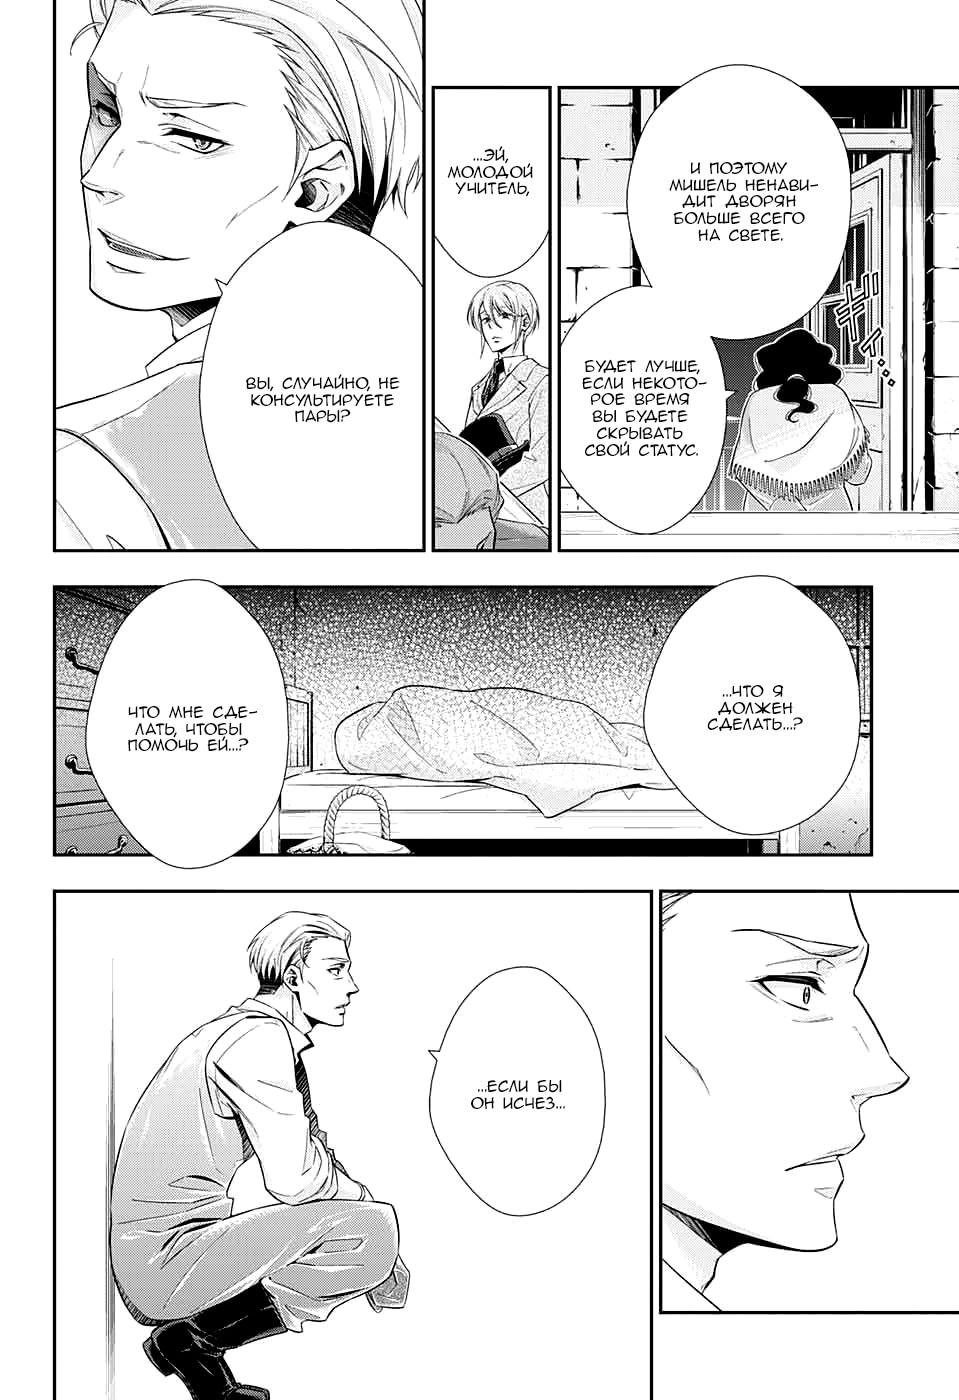 И ПОЭТОМУ
МИШЕЛЬ НЕНАВИ-
ДИТ ДВОРЯН
БОЛЬШЕ ВСЕГО
НА СВЕТЕ.
БУДЕТ ЛУЧШЕ,
ЕСЛИ НЕКОТО-
РОЕ ВРЕМЯ
ВЫ БУДЕТЕ
СКРЫВАТЬ
СВОЙ СТАТУС.
...ЭЙ,
МОЛОДОЙ
УЧИТЕЛЬ,
ВЫ, СЛУЧАЙНО, НЕ
КОНСУЛЬТИРУЕТЕ
ПАРЫ?
...ЧТО Я
ДОЛЖЕН
СДЕЛАТЬ...?
ЧТО МНЕ СДЕ-
ЛАТЬ, ЧТОБЫ
ПОМОЧЬ ЕЙ...?
...ЕСЛИ БЫ
ОН ИСЧЕЗ...